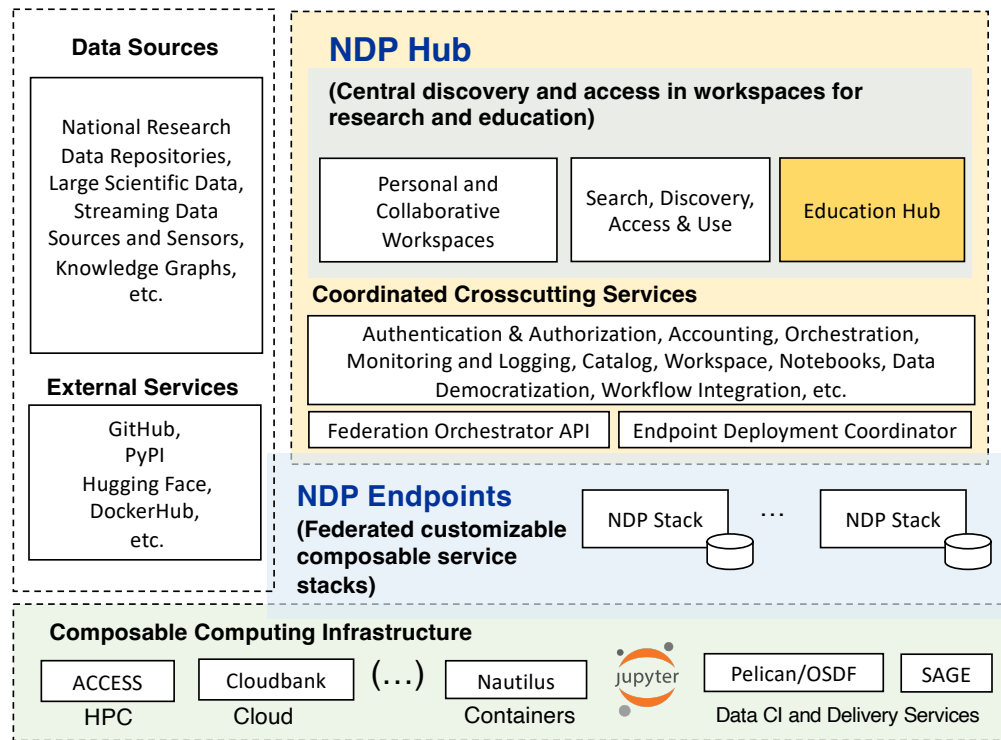 Data Sources
National Research
Data Repositories,
Large Scientific Data,
Streaming Data
Sources and Sensors,
Knowledge Graphs,
etc.
External Services
GitHub,
PyPI
Hugging Face,
DockerHub,
etc.
NDP Hub
(Central discovery and access in workspaces for
research and education)
Personal and
Collaborative
Workspaces
Search, Discovery,
Access & Use
Education Hub
Coordinated Crosscutting Services
Authentication & Authorization, Accounting, Orchestration,
Monitoring and Logging, Catalog, Workspace, Notebooks, Data
Democratization, Workflow Integration, etc.
Federation Orchestrator API
Endpoint Deployment Coordinator
NDP Endpoints
(Federated customizable
composable service
stacks)
NDP Stack
...
NDP Stack
Composable Computing Infrastructure
ACCESS
HPC
Cloudbank
Cloud
(...)
Nautilus
Containers
jupyter
Pelican/OSDF
SAGE
Data CI and Delivery Services